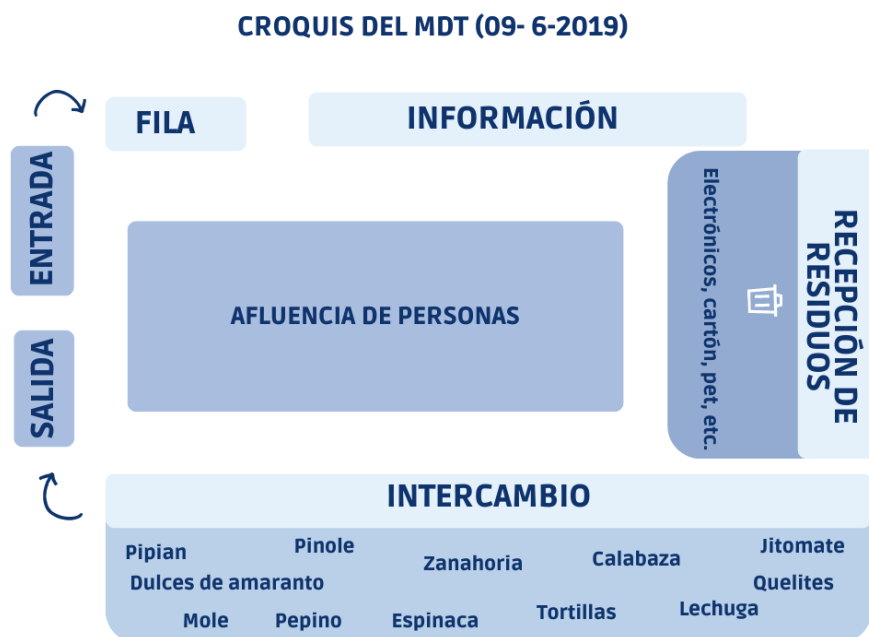 CROQUIS DEL MDT (09- 6-2019)
FILA
INFORMACIÓN
ENTRADA
SALIDA
AFLUENCIA DE PERSONAS
Electrónicos, cartón, pet, etc.
RECEPCIÓN DE
RESIDUOS
INTERCAMBIO
Pipian
Pinole
Zanahoria
Calabaza
Jitomate
Dulces de amaranto
Quelites
Mole
Pepino
Espinaca
Tortillas
Lechuga